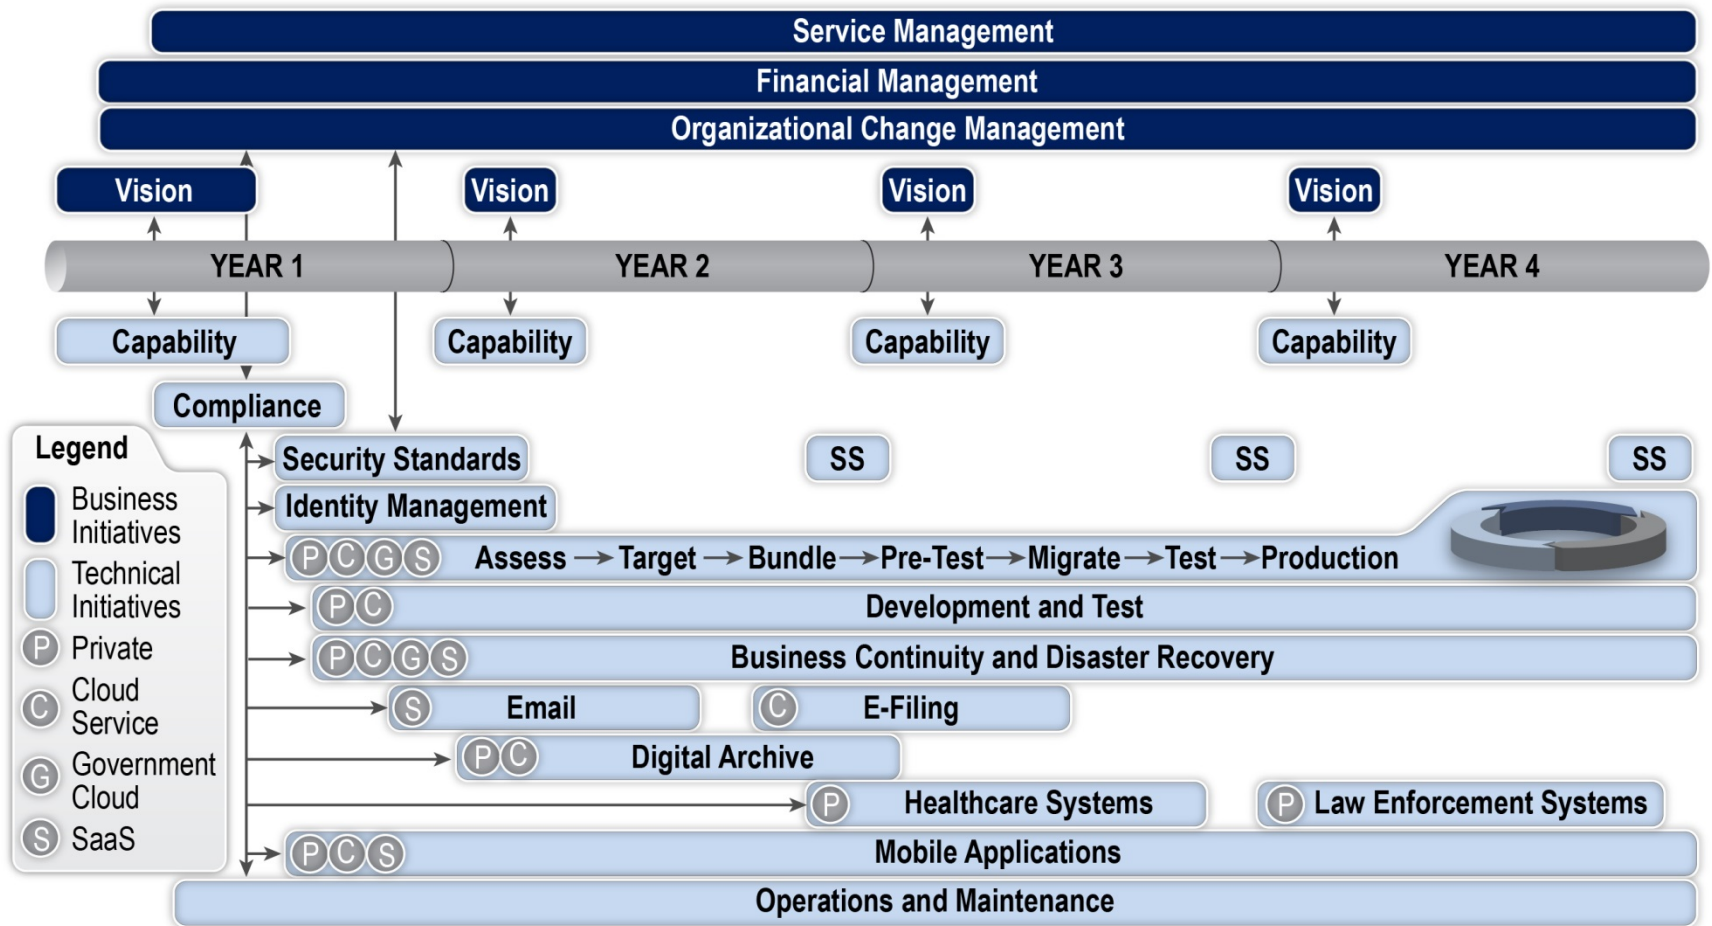 Service Management
Financial Management
Organizational Change Management
Vision Vision Vision Vision
YEAR 1 YEAR 2 YEAR 3 YEAR 4
Capability Capability Capability Capability
Compliance
Security Standards SS SS SS
Identity Management
P C G S Assess Target Bundle Pre-Test Migrate Test Production
P C Development and Test
P C G S Business Continuity and Disaster Recovery
S Email C E-Filing
P C Digital Archive
P Healthcare Systems P Law Enforcement Systems
P C S Mobile Applications
Operations and Maintenance
Legend
Business
Initiatives
Technical
Initiatives
P Private
C Cloud
Service
G Government
Cloud
S SaaS